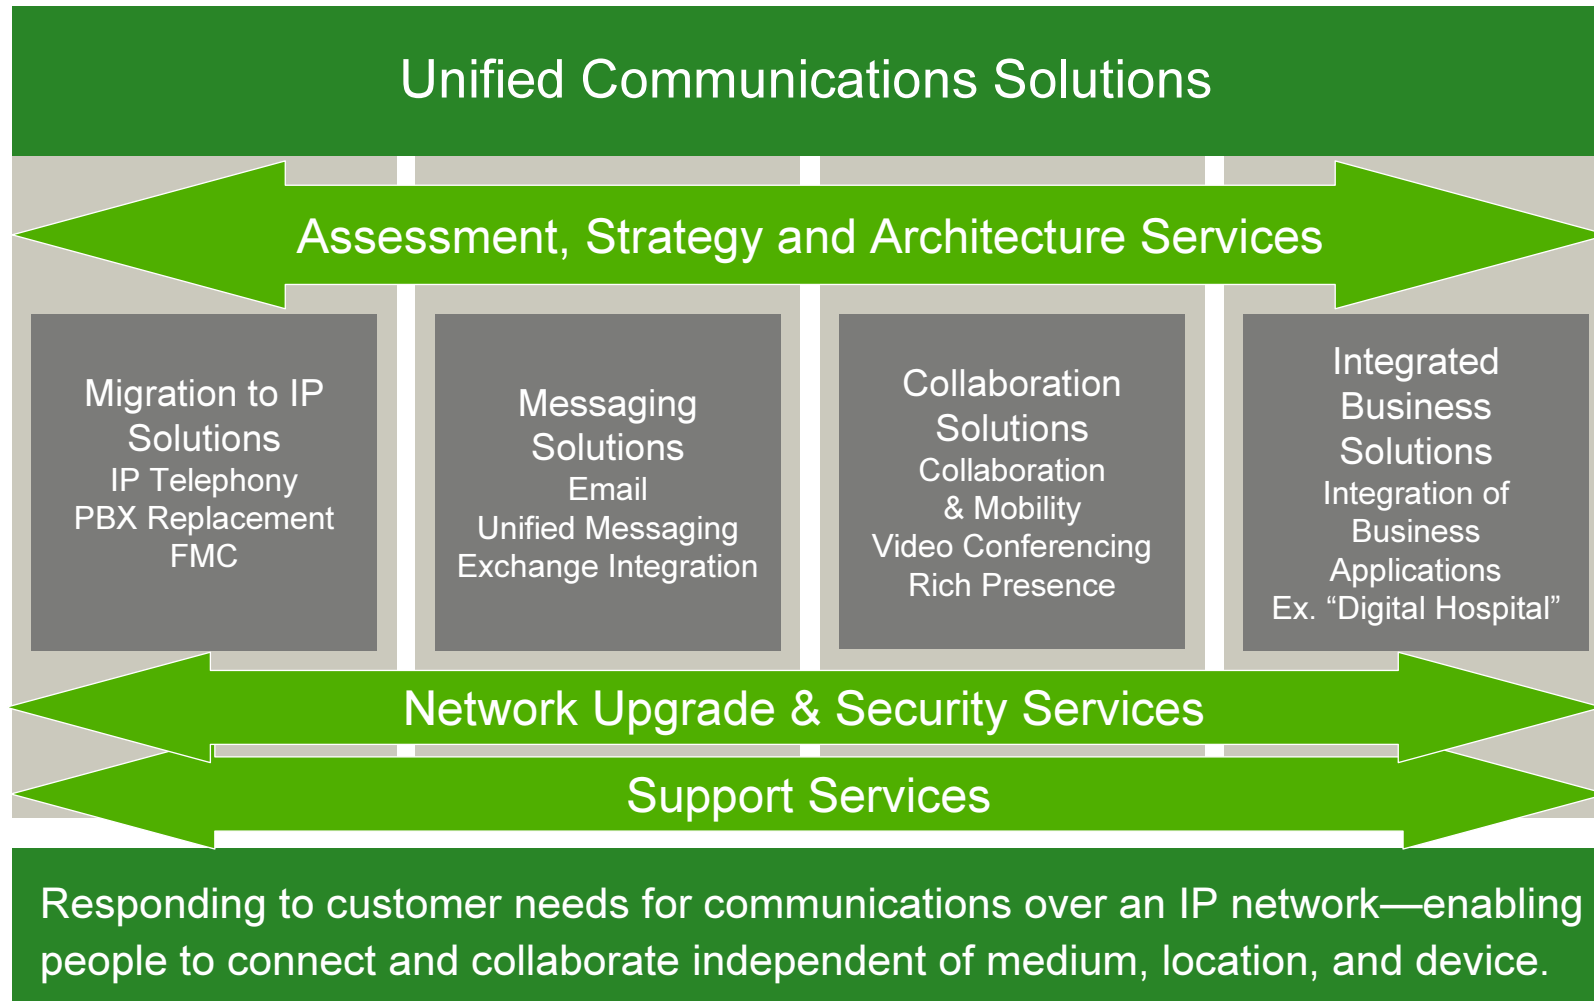 Unified Communications Solutions
Assessment, Strategy and Architecture Services
Migration to IP
Solutions
IP Telephony
PBX Replacement
FMC
Messaging
Solutions
Email
Unified Messaging
Exchange Integration
Collaboration
Solutions
Collaboration
& Mobility
Video Conferencing
Rich Presence
Integrated
Business
Solutions
Integration of
Business
Applications
Ex. “Digital Hospital”
Network Upgrade & Security Services
Support Services
Responding to customer needs for communications over an IP network—enabling
people to connect and collaborate independent of medium, location, and device.